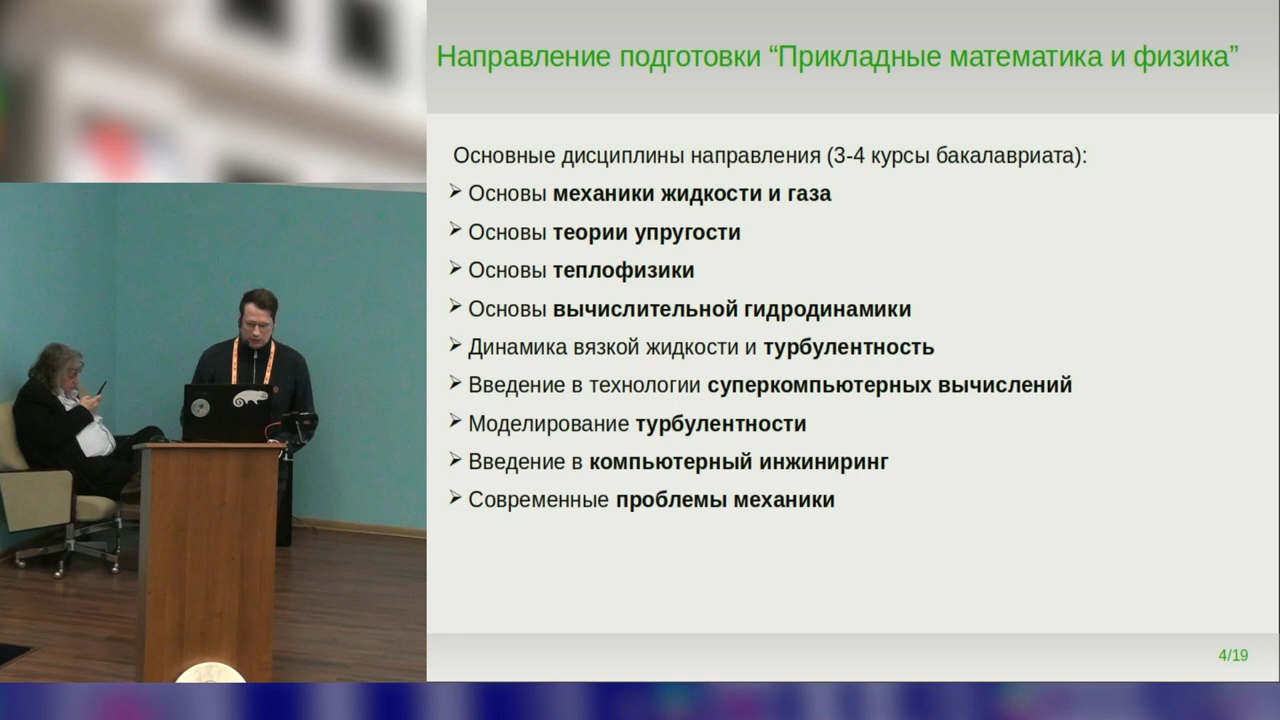 Направление подготовки “Прикладные математика и физика”
Основные дисциплины направления (3-4 курсы бакалавриата):
Основы механики жидкости и газа
Основы теории упругости
Основы теплофизики
Основы вычислительной гидродинамики
Динамика вязкой жидкости и турбулентность
Введение в технологии суперкомпьютерных вычислений
Моделирование турбулентности
Введение в компьютерный инжиниринг
Современные проблемы механики
4/19